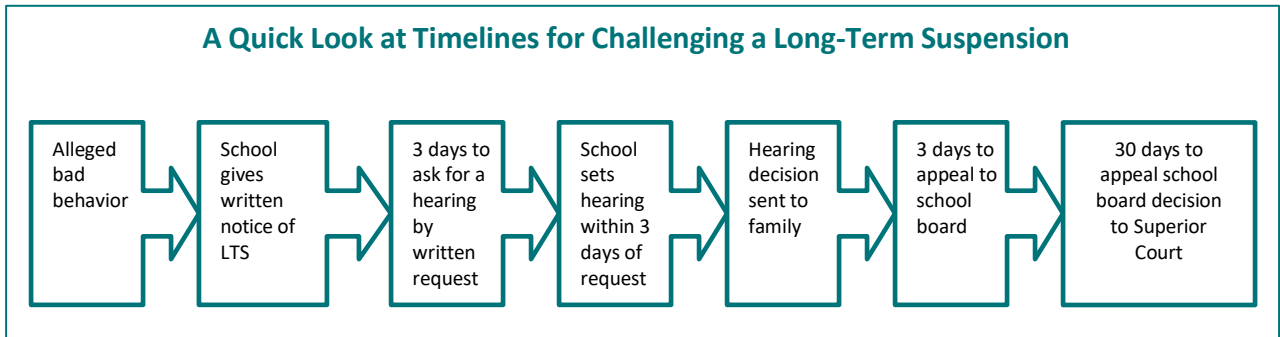 A Quick Look at Timelines for Challenging a Long-Term Suspension
Alleged
bad
behavior
School
gives
written
notice of
LTS
3 days to
ask for a
hearing
by
written
request
School
sets
hearing
within 3
days of
request
Hearing
decision
sent to
family
3 days to
appeal to
school
board
30 days to
appeal school
board decision
to Superior
Court